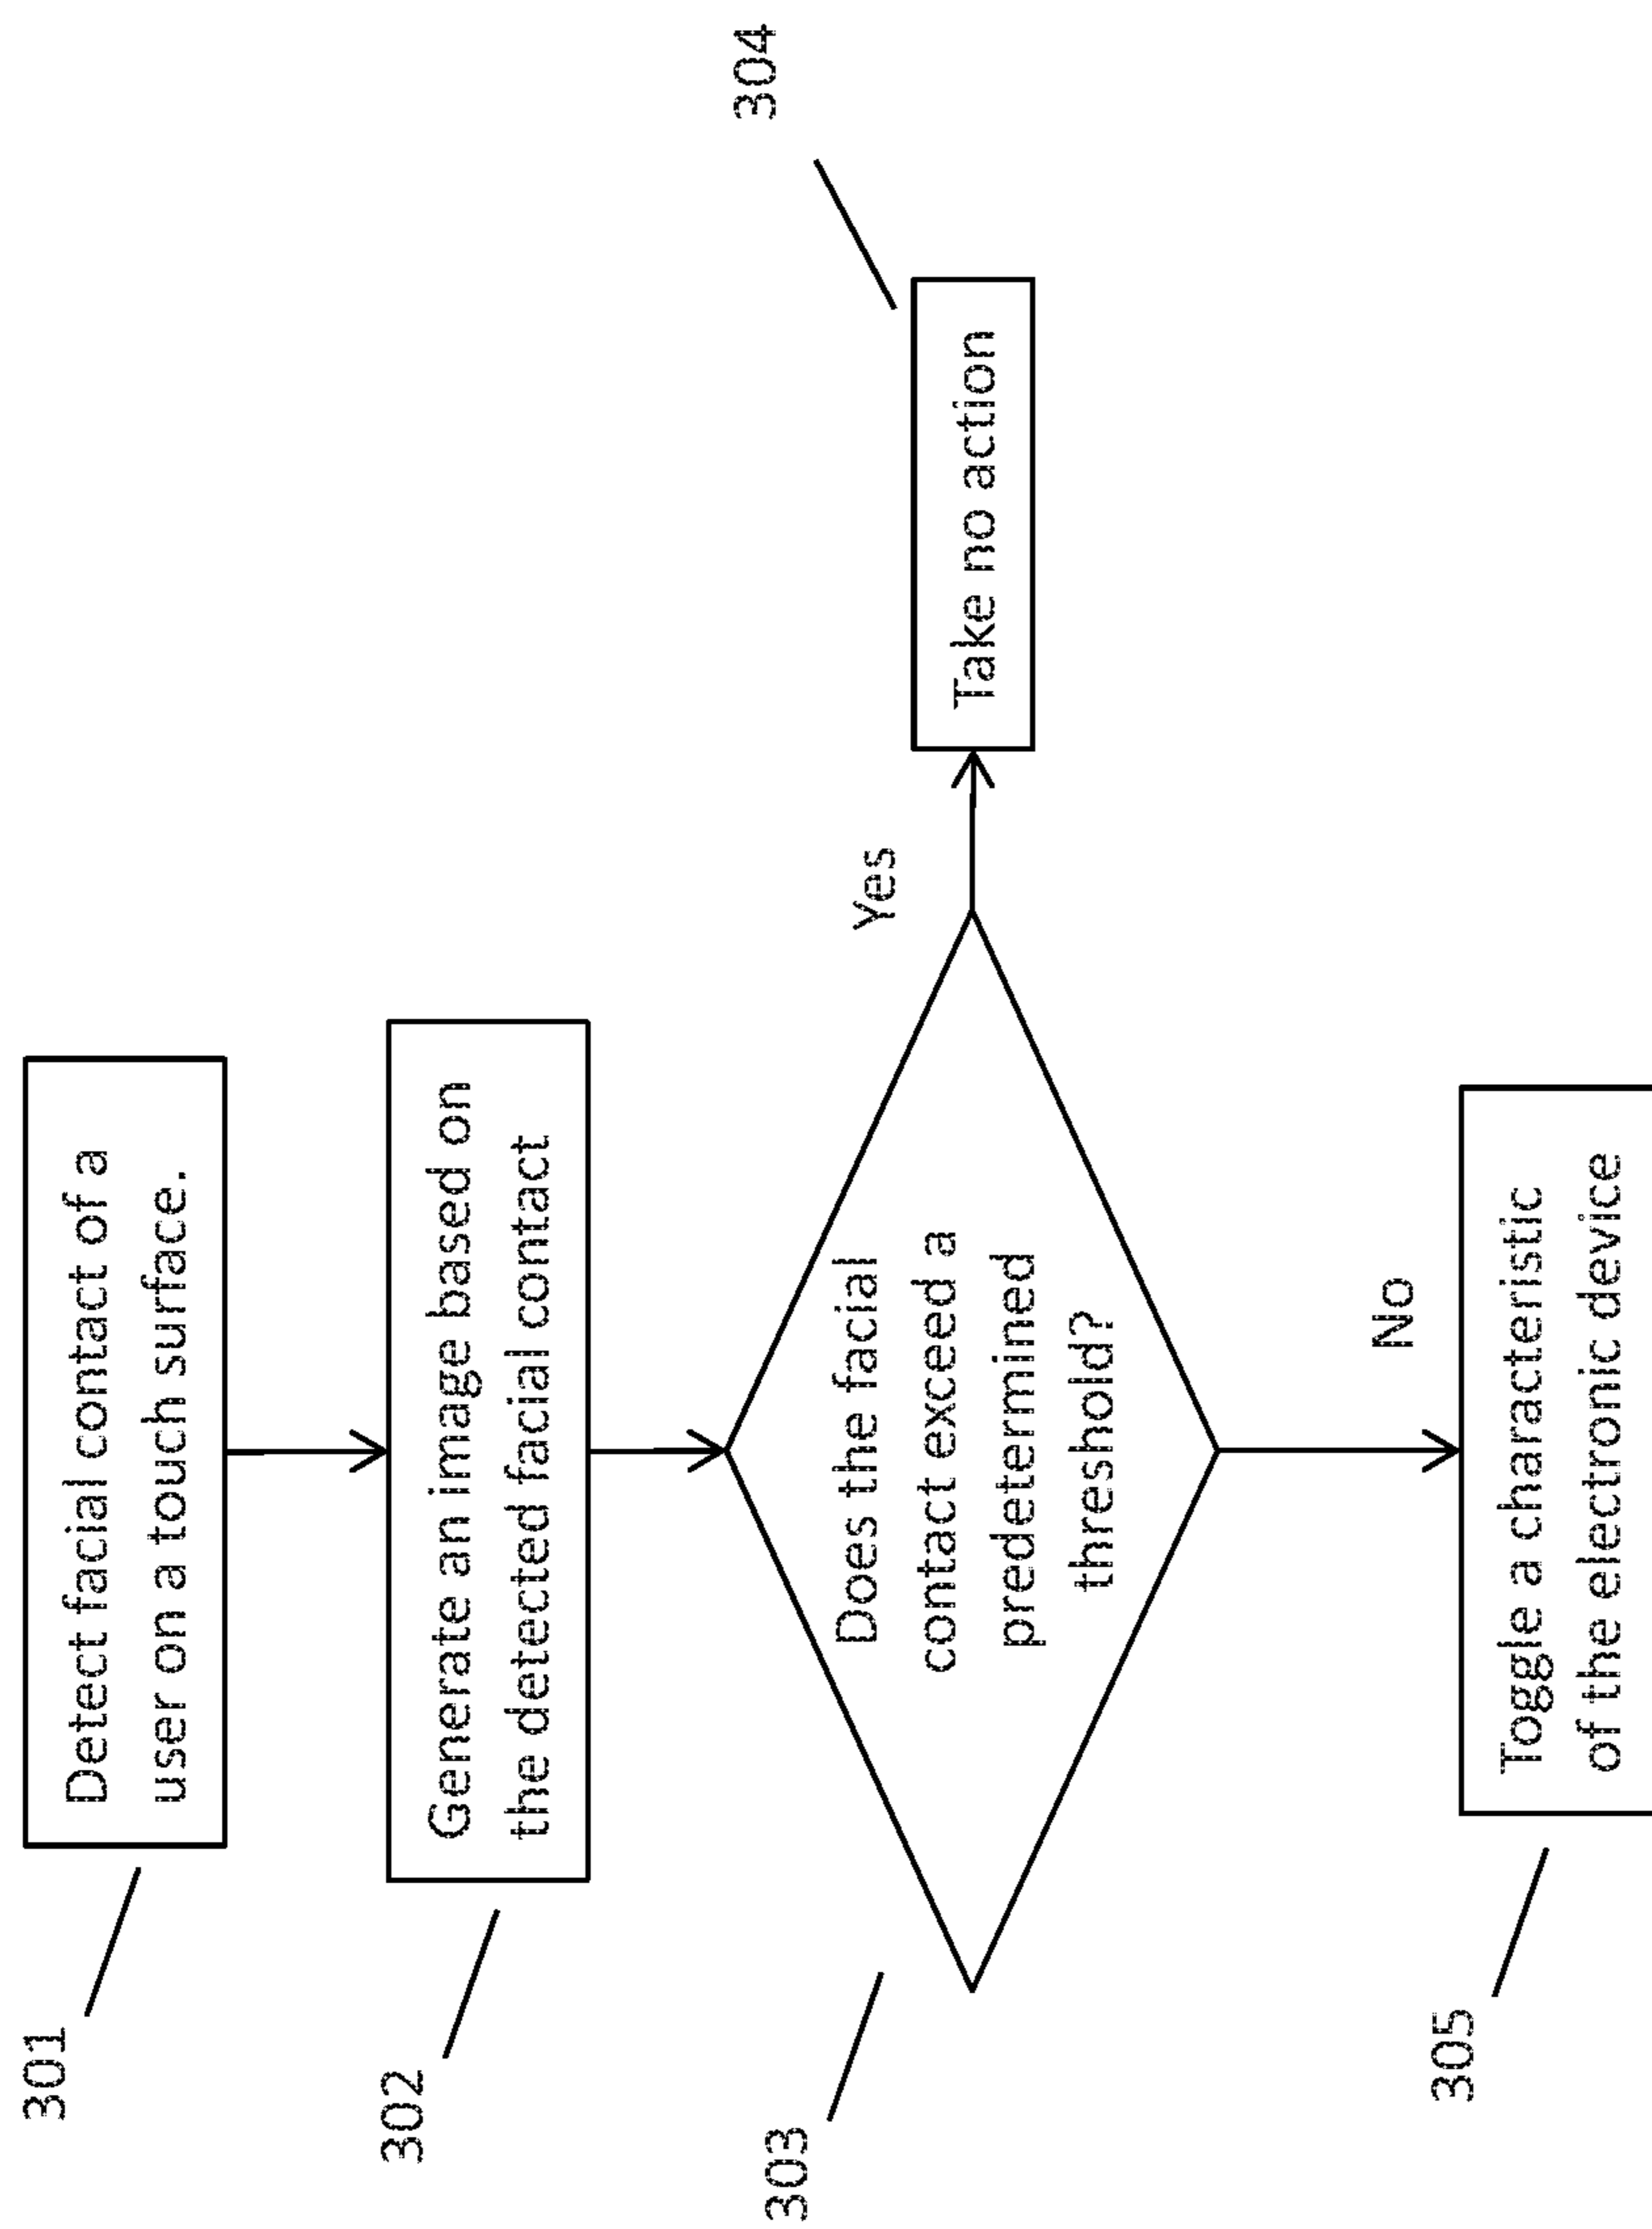 301
Detect facial contact of a
user on a touch surface.
302
Generate an image based on
the detected facial contact
303
Does the facial
contact exceed a
predetermined
threshold?
Yes
304
Take no action
No
305
Toggle a characteristic
of the electronic device